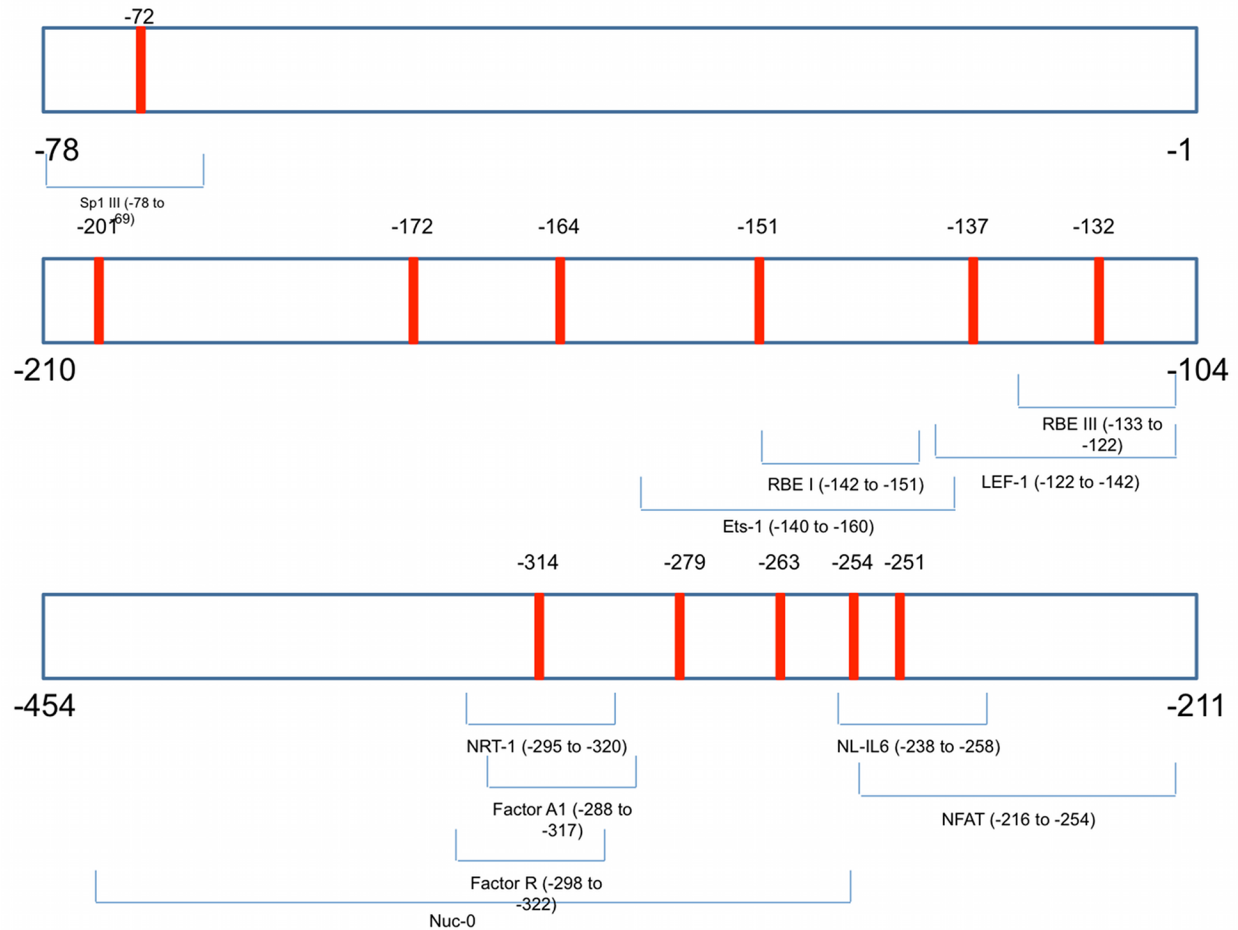 -72
-78 -1
Sp1 III (-78 to
-69)
-201 -172 -164 -151 -137 -132
-210 -104
RBE III (-133 to
-122)
RBE I (-142 to -151)
LEF-1 (-122 to -142)
Ets-1 (-140 to -160)
-314 -279 -263 -254 -251
-454 -211
NRT-1 (-295 to -320)
NL-IL6 (-238 to -258)
Factor A1 (-288 to
-317)
NFAT (-216 to -254)
Factor R (-298 to
-322)
Nuc-0